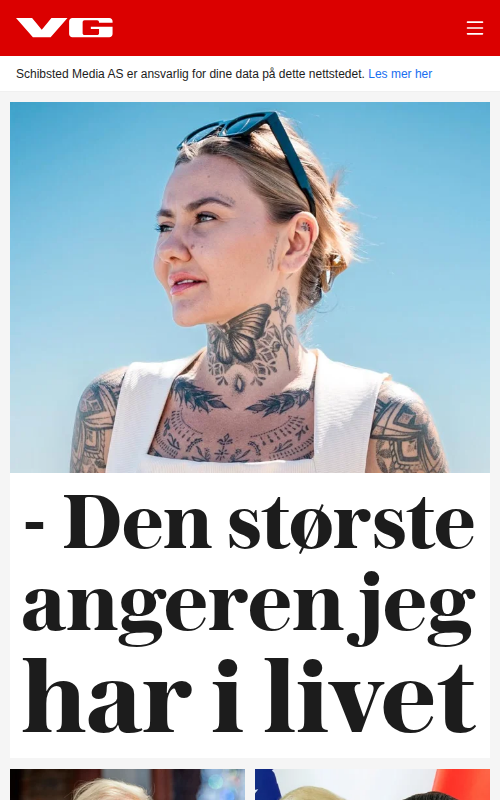 VG
Schibsted Media AS er ansvarlig for dine data på dette nettstedet. Les mer her
- Den største
angeren jeg
har i livet